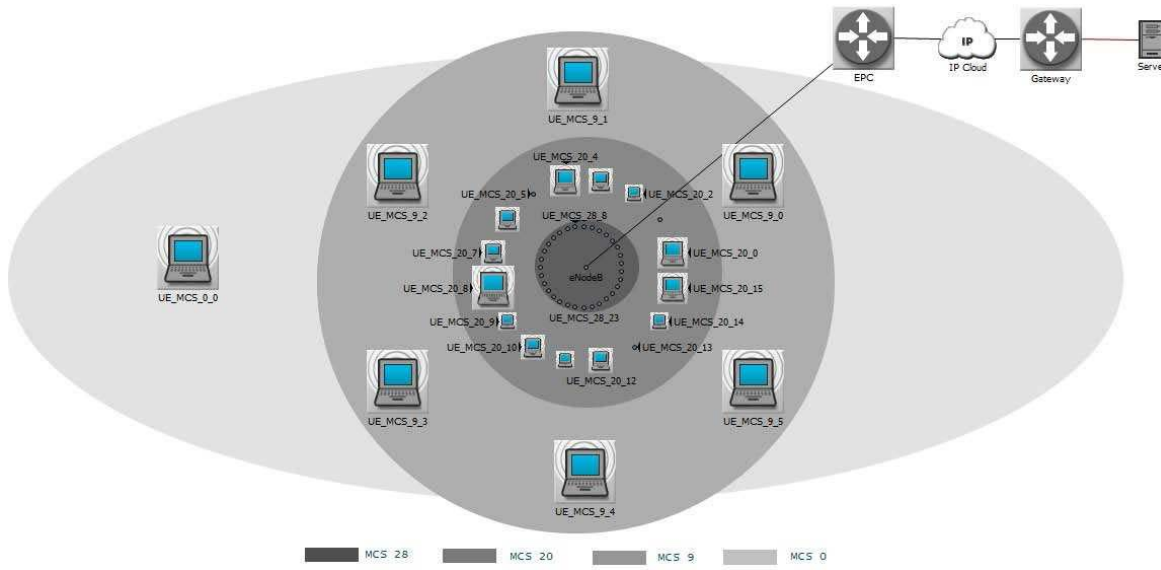 UE_MCS_9_1
EPC
IP
IP Cloud
Gateway
Serve
UE_MCS_20_4
UE_MCS_9_2
UE_MCS_20_5
UE_MCS_20_2
UE_MCS_9_0
UE_MCS_28_8
UE_MCS_20_7
UE_MCS_20_0
eNodeB
UE_MCS_0_0
UE_MCS_20_8
UE_MCS_20_15
UE_MCS_28_23
UE_MCS_20_9
UE_MCS_20_14
UE_MCS_20_10
UE_MCS_20_13
UE_MCS_20_12
UE_MCS_9_3
UE_MCS_9_5
UE_MCS_9_4
MCS 28
MCS 20
MCS 9
MCS 0